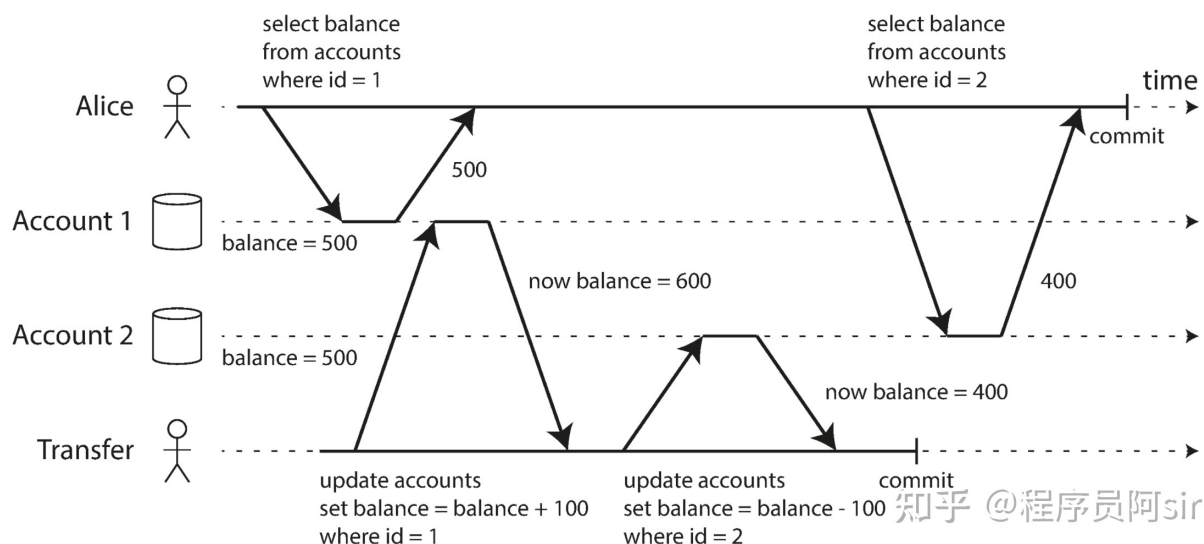 select balance
from accounts
where id = 1
select balance
from accounts
where id = 2
time
Alice
commit
500
Account 1
balance = 500
now balance = 600
400
Account 2
balance = 500
now balance = 400
Transfer
update accounts
set balance = balance + 100
where id = 1
update accounts
set balance = balance - 100
where id = 2
commit
知乎 @程序员阿sir